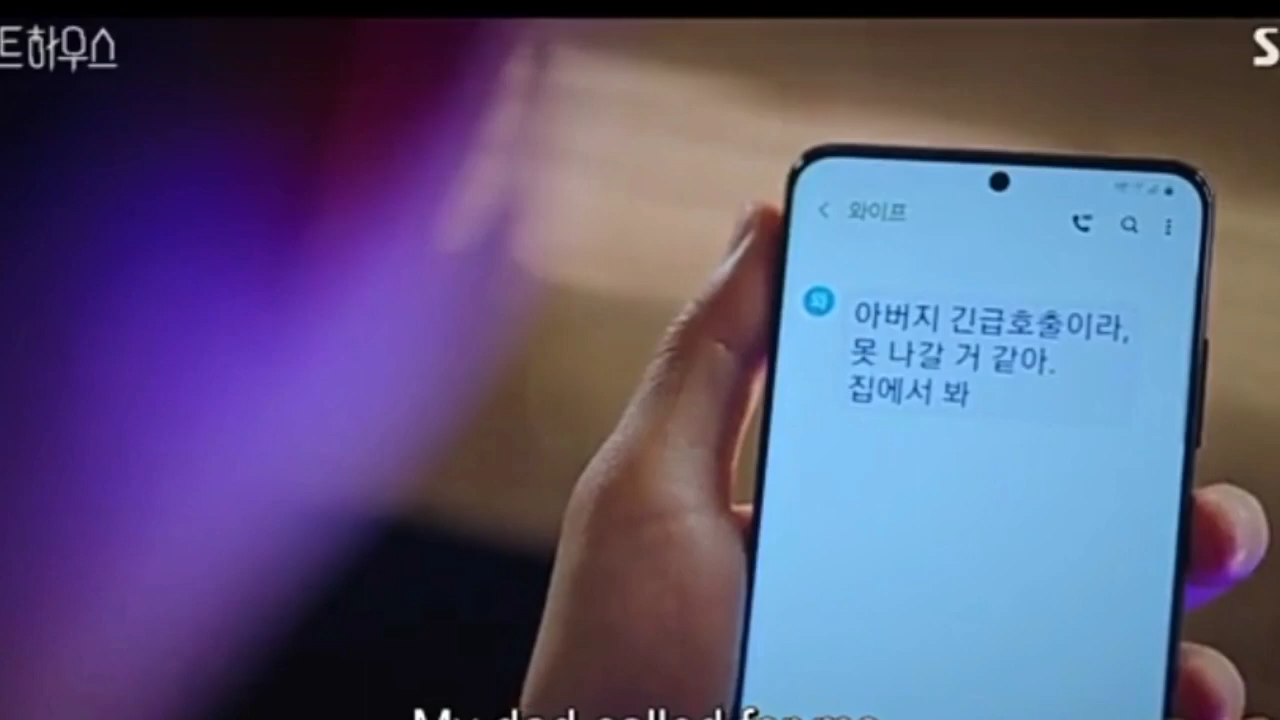 트하우스
S
와이프
와
아버지 긴급호출이라,
못 나갈 거 같아.
집에서 봐
My dad called for me